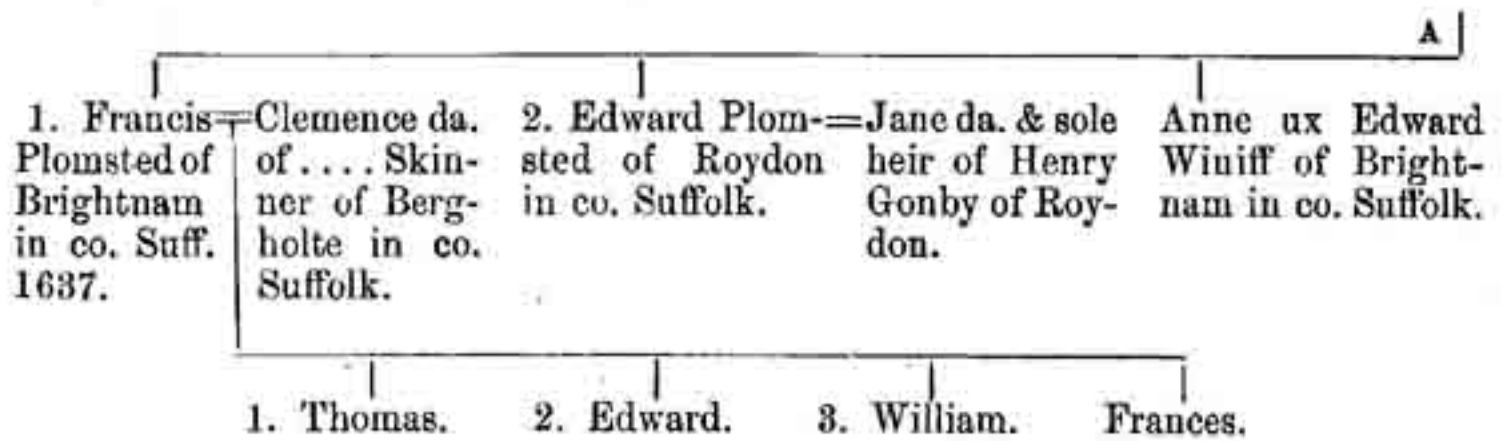 A
1. Francis=Clemence da.
Plomsted of
Brightnam
in co. Suff.
1637.
of .... Skin-
ner of Berg-
holte in co.
Suffolk.
2. Edward Plom-=Jane da. & sole
sted of Roydon
in co. Suffolk.
heir of Henry
Gonby of Roy-
don.
Anne ux Edward
Winiff of Bright-
nam in co. Suffolk.
1. Thomas.
2. Edward.
3. William.
Frances.